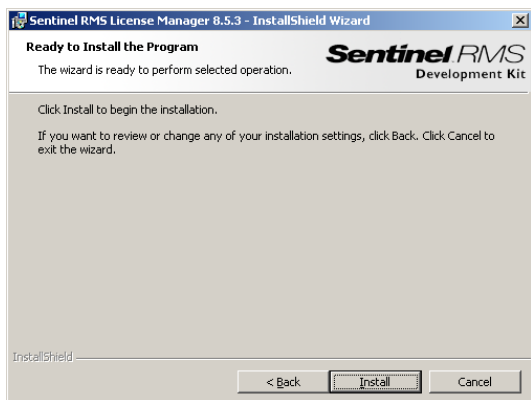 Sentinel RMS License Manager 8.5.3 - InstallShield Wizard
Ready to Install the Program
The wizard is ready to perform selected operation.
Sentinel RMS
Development Kit
Click Install to begin the installation.
If you want to review or change any of your installation settings, click Back. Click Cancel to
exit the wizard.
InstallShield
< Back
Install
Cancel